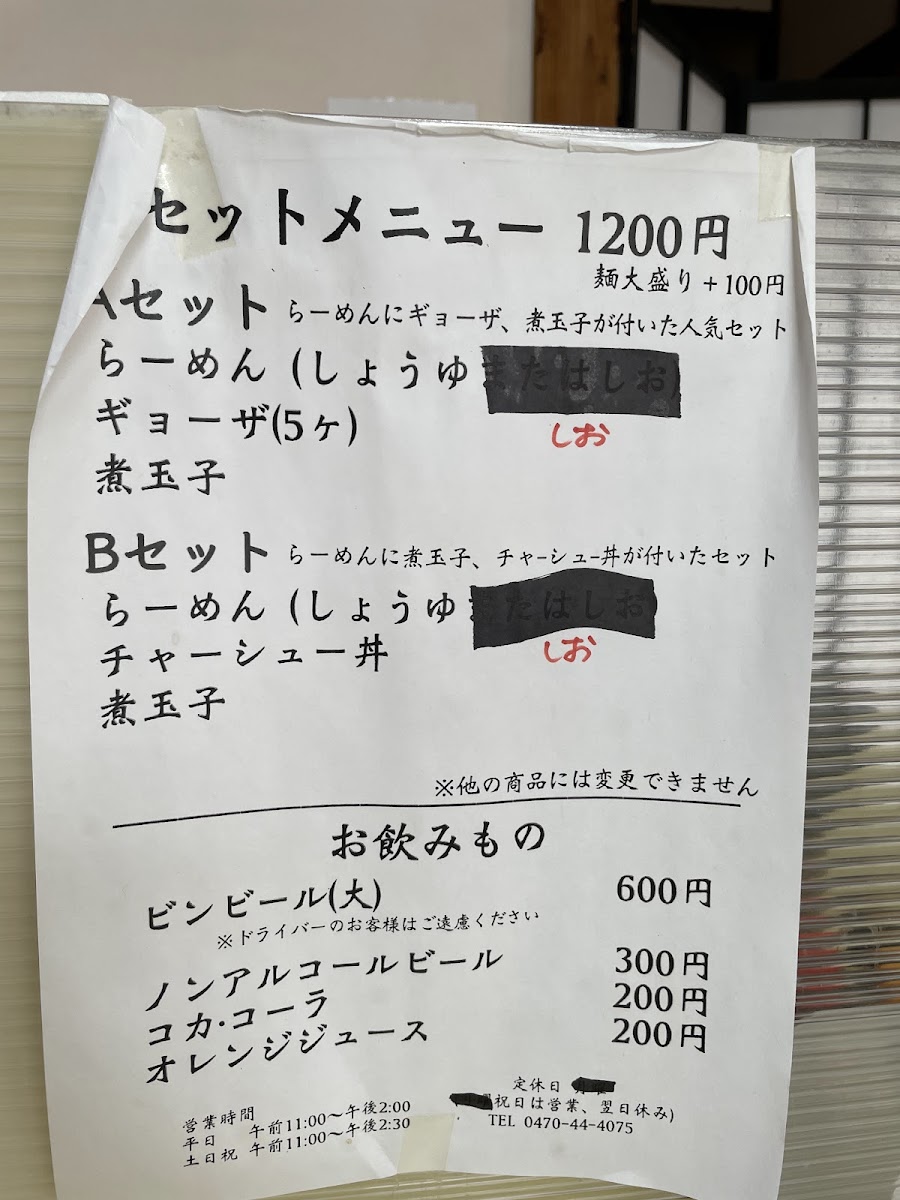 セットメニュー 1200円
麺大盛り+100円
Aセット らーめんにギョーザ、煮玉子が付いた人気セット
らーめん (しょうゆまたはしお)
しお
ギョーザ(5ヶ)
煮玉子
Bセット らーめんに煮玉子、チャーシュー丼が付いたセット
らーめん (しょうゆまたはしお)
しお
チャーシュー丼
煮玉子
※他の商品には変更できません
お飲みもの
ビンビール(大) 600円
※ドライバーのお客様はご遠慮ください
ノンアルコールビール 300円
コカ・コーラ 200円
オレンジジュース 200円
営業時間
平日 午前11:00〜午後2:00
土日祝 午前11:00〜午後2:30
定休日
祝日は営業、翌日休み)
TEL 0470-44-4075